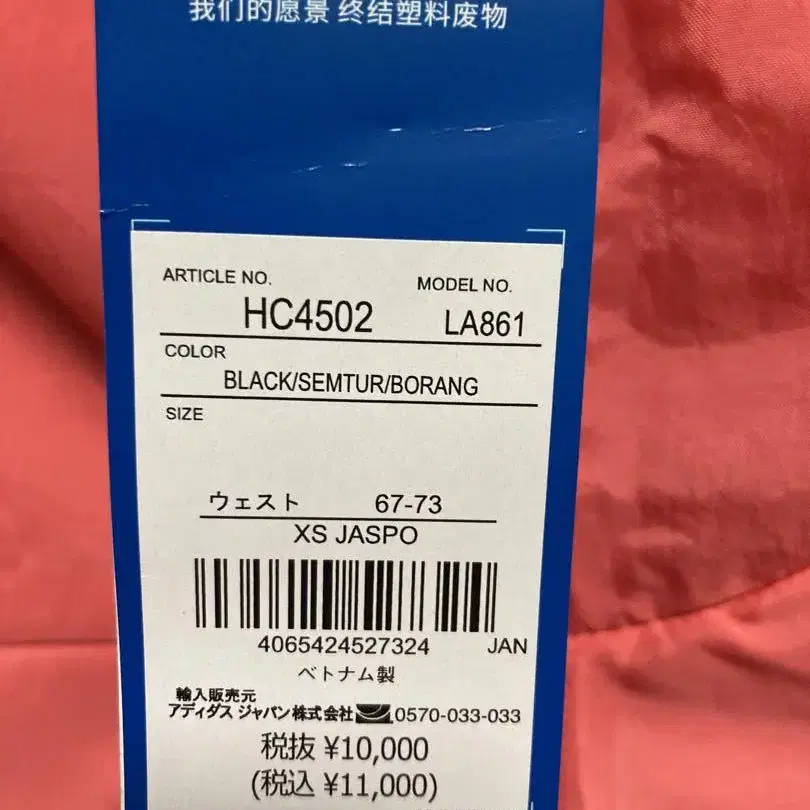 我们的愿景 终结塑料废物
ARTICLE NO. MODEL NO.
HC4502 LA861
COLOR
BLACK/SEMTUR/BORANG
SIZE
ウェスト 67-73
XS JASPO
4065424527324 JAN
ベトナム製
輸入販売元
アディダス ジャパン株式会社 0570-033-033
税抜 ¥10,000
(税込 ¥11,000)